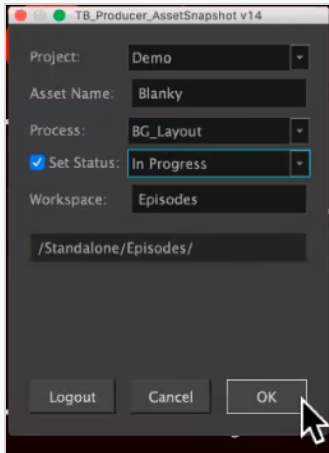 TB_Producer_AssetSnapshot v14
Project: Demo
Asset Name: Blanky
Process: BG_Layout
Set Status: In Progress
Workspace: Episodes
/Standalone/Episodes/
Logout Cancel OK